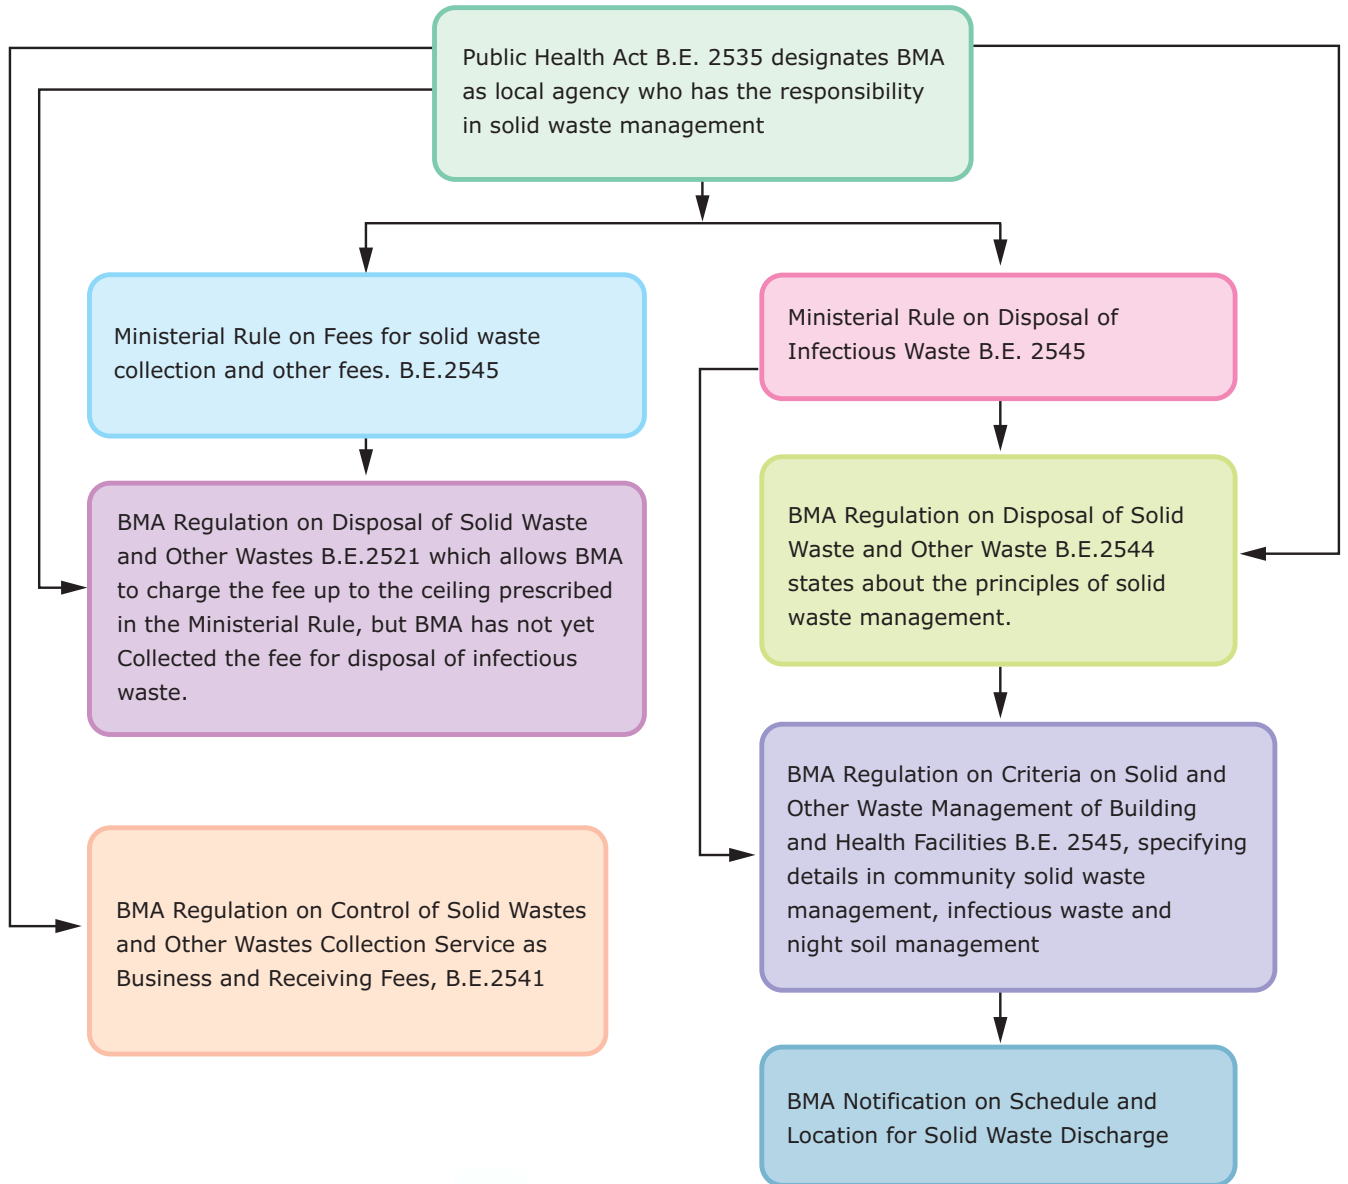 Public Health Act B.E. 2535 designates BMA
as local agency who has the responsibility
in solid waste management
Ministerial Rule on Fees for solid waste
collection and other fees. B.E.2545
Ministerial Rule on Disposal of
Infectious Waste B.E. 2545
BMA Regulation on Disposal of Solid Waste
and Other Wastes B.E.2521 which allows BMA
to charge the fee up to the ceiling prescribed
in the Ministerial Rule, but BMA has not yet
Collected the fee for disposal of infectious
waste.
BMA Regulation on Disposal of Solid
Waste and Other Waste B.E.2544
states about the principles of solid
waste management.
BMA Regulation on Criteria on Solid and
Other Waste Management of Building
and Health Facilities B.E. 2545, specifying
details in community solid waste
management, infectious waste and
night soil management
BMA Regulation on Control of Solid Wastes
and Other Wastes Collection Service as
Business and Receiving Fees, B.E.2541
BMA Notification on Schedule and
Location for Solid Waste Discharge